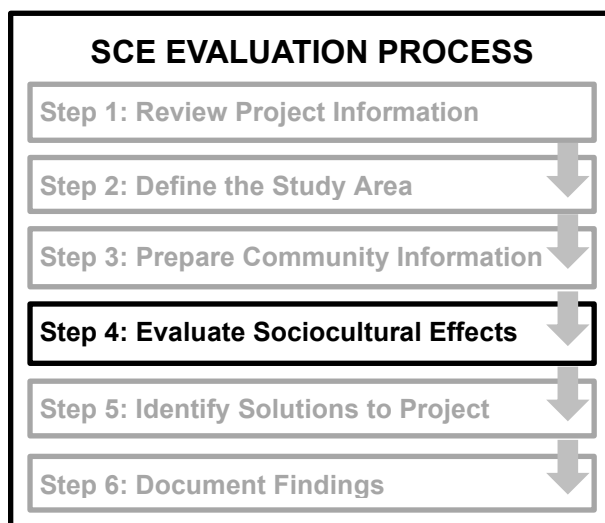 SCE EVALUATION PROCESS
Step 1: Review Project Information
Step 2: Define the Study Area
Step 3: Prepare Community Information
Step 4: Evaluate Sociocultural Effects
Step 5: Identify Solutions to Project
Step 6: Document Findings